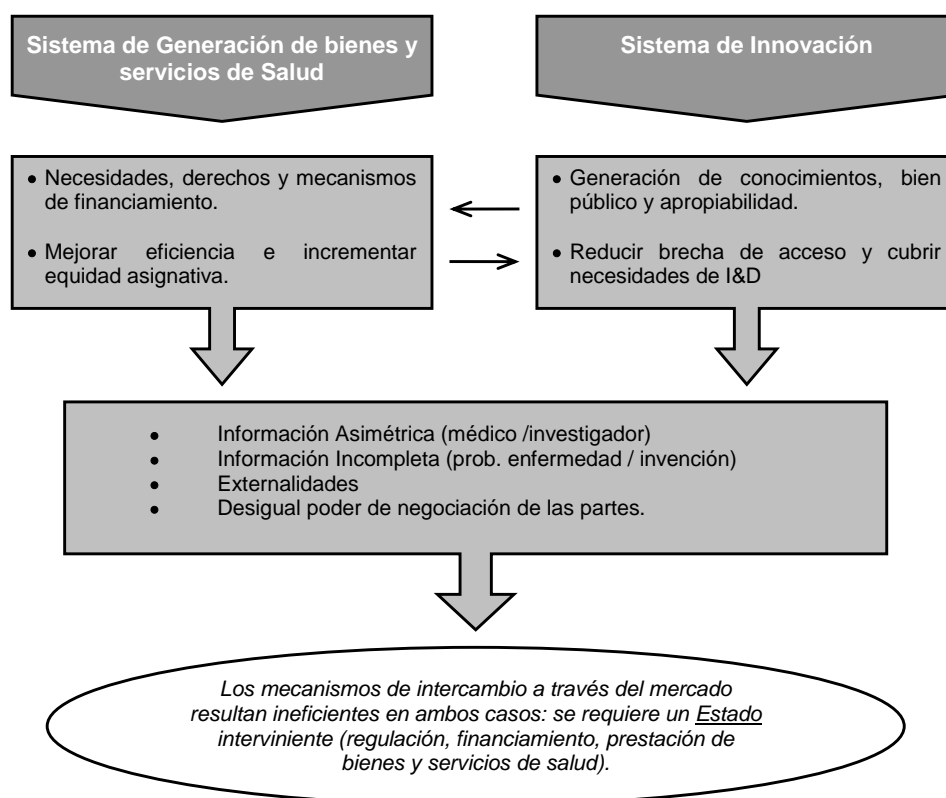 Sistema de Generación de bienes y
servicios de Salud
Sistema de Innovación
• Necesidades, derechos y mecanismos
de financiamiento.
• Mejorar eficiencia e incrementar
equidad asignativa.
• Generación de conocimientos, bien
público y apropiabilidad.
• Reducir brecha de acceso y cubrir
necesidades de I&D
• Información Asimétrica (médico /investigador)
• Información Incompleta (prob. enfermedad / invención)
• Externalidades
• Desigual poder de negociación de las partes.
Los mecanismos de intercambio a través del mercado
resultan ineficientes en ambos casos: se requiere un Estado
interviniente (regulación, financiamiento, prestación de
bienes y servicios de salud).